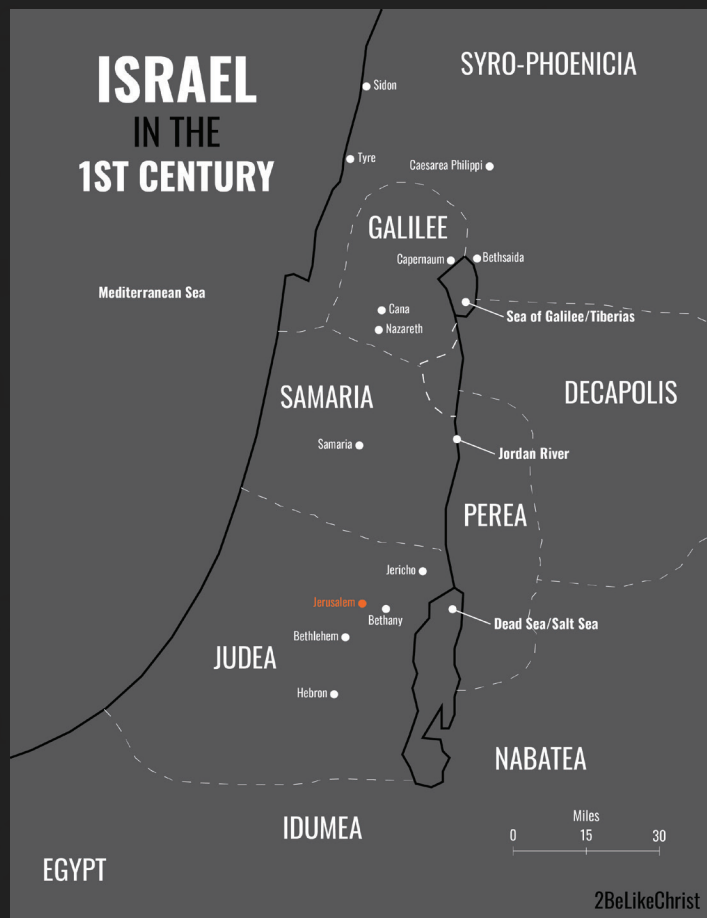 ISRAEL
IN THE
1ST CENTURY
SYRO-PHOENICIA
Sidon
Tyre
Caesarea Philippi
GALILEE
Capernaum
Bethsaida
Mediterranean Sea
Cana
Sea of Galilee/Tiberias
Nazareth
SAMARIA
DECAPOLIS
Samaria
Jordan River
PEREA
Jericho
Jerusalem
Bethany
Dead Sea/Salt Sea
Bethlehem
JUDEA
Hebron
NABATEA
Miles
0 15 30
IDUMEA
EGYPT
2BeLikeChrist